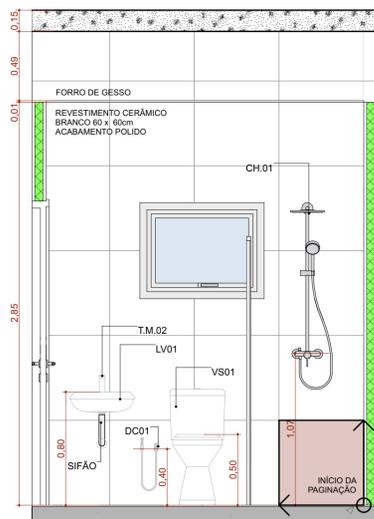 0,15
0,49
FORRO DE GESSO
0,01
REVESTIMENTO CERÂMICO
BRANCO 60 x 60cm
ACABAMENTO POLIDO
CH.01
2,85
T.M.02
LV01
VS01
DC01
1,07
0,80
SIFÃO
0,40
0,50
INÍCIO DA
PAGINAÇÃO